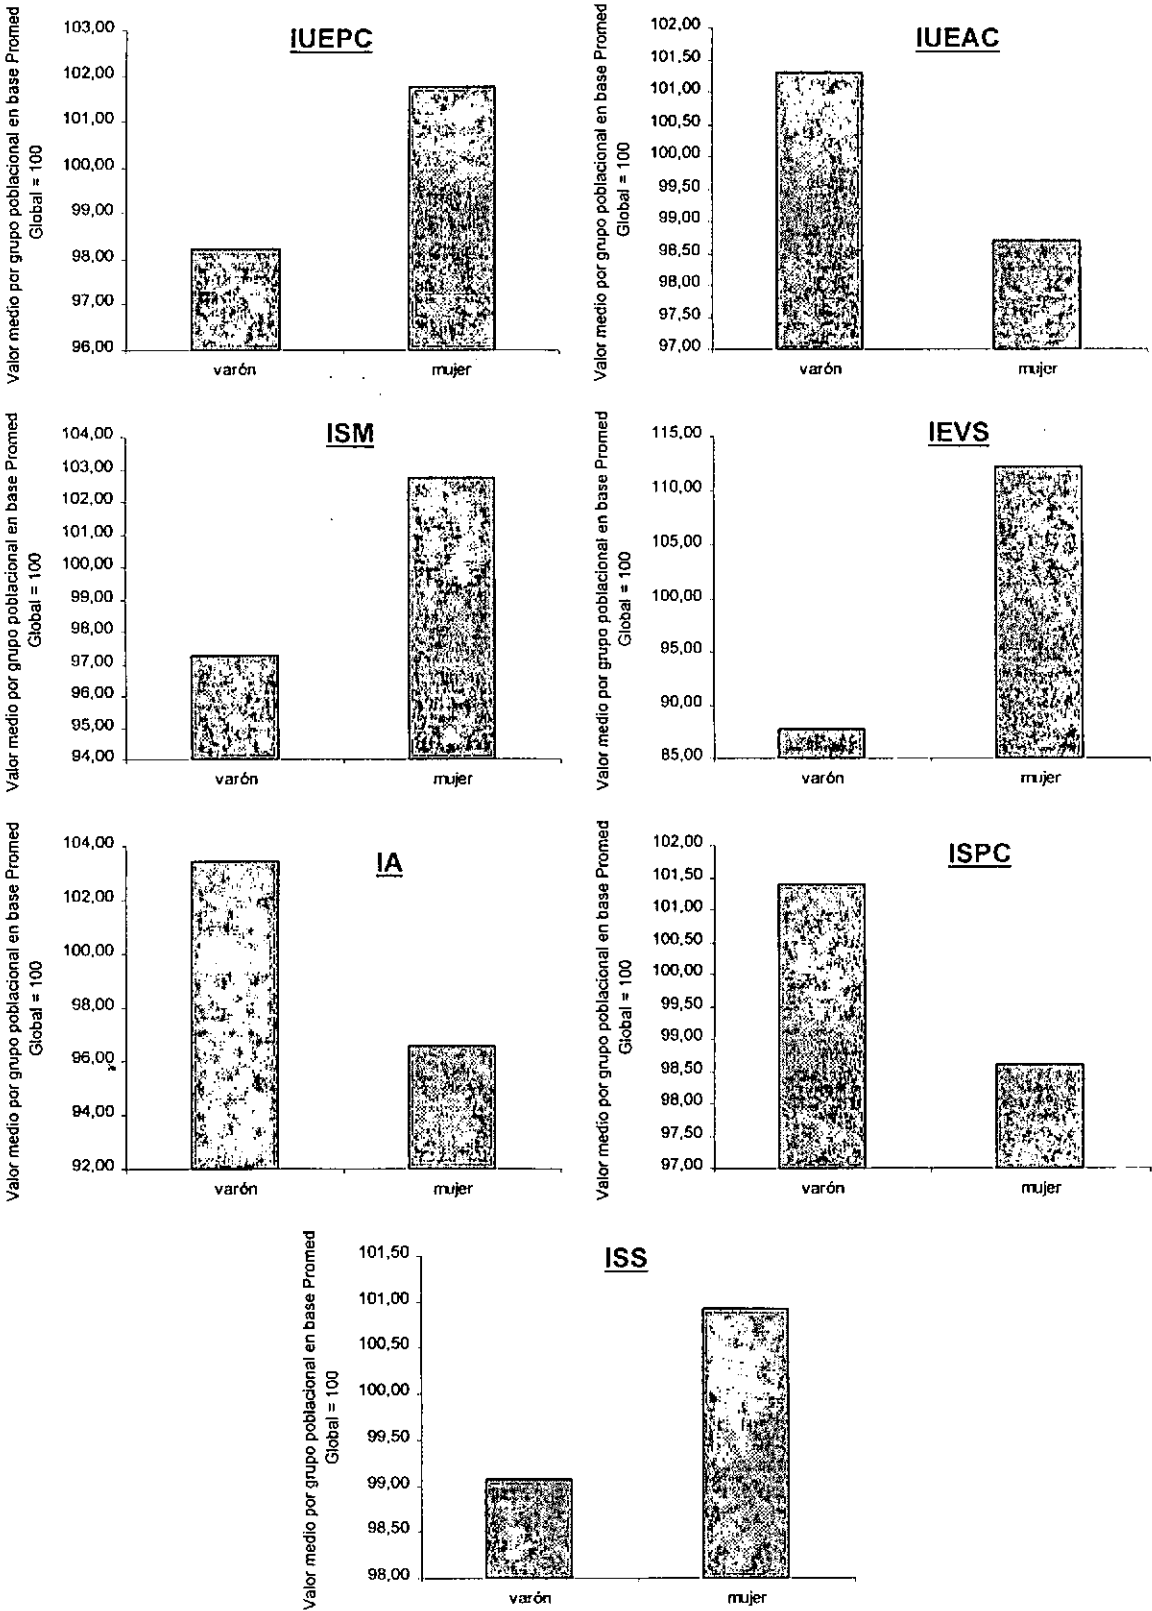 IUEPC
Valor medio por grupo poblacional en base Promed
Global = 100
103,00
102,00
101,00
100,00
99,00
98,00
97,00
96,00
varón mujer
IUEAC
Valor medio por grupo poblacional en base Promed
Global = 100
102,00
101,50
101,00
100,50
100,00
99,50
99,00
98,50
98,00
97,50
97,00
varón mujer
ISM
Valor medio por grupo poblacional en base Promed
Global = 100
104,00
103,00
102,00
101,00
100,00
99,00
98,00
97,00
96,00
95,00
94,00
varón mujer
IEVS
Valor medio por grupo poblacional en base Promed
Global = 100
115,00
110,00
105,00
100,00
95,00
90,00
85,00
varón mujer
IA
Valor medio por grupo poblacional en base Promed
Global = 100
104,00
102,00
100,00
98,00
96,00
94,00
92,00
varón mujer
ISPC
Valor medio por grupo poblacional en base Promed
Global = 100
102,00
101,50
101,00
100,50
100,00
99,50
99,00
98,50
98,00
97,50
97,00
varón mujer
ISS
Valor medio por grupo poblacional en base Promed
Global = 100
101,50
101,00
100,50
100,00
99,50
99,00
98,50
98,00
varón mujer